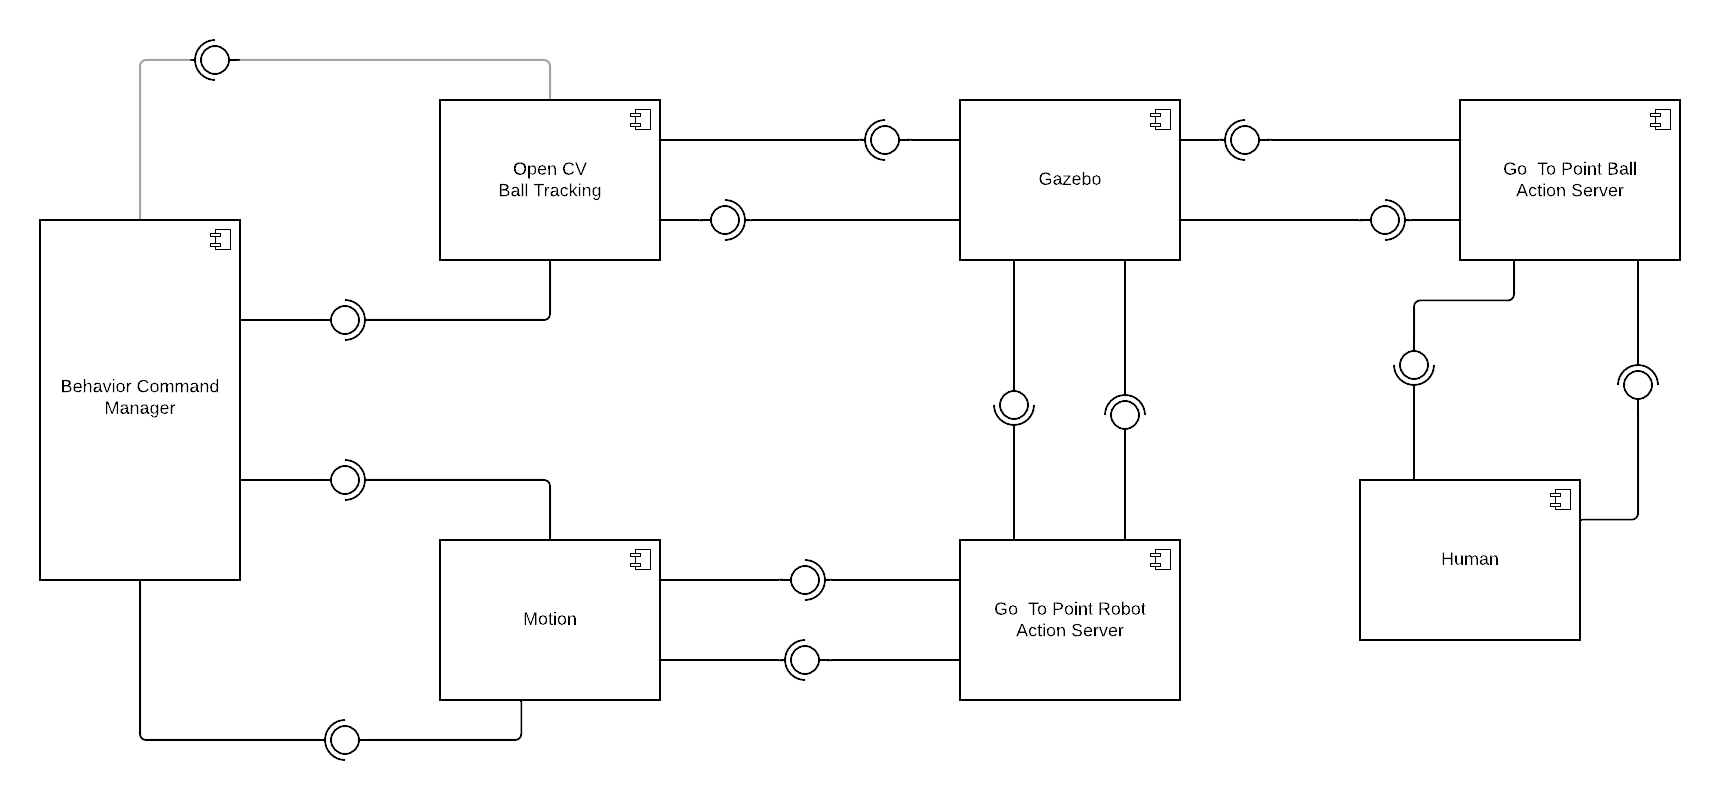 Open CV
Ball Tracking
Gazebo
Go  To Point Ball
Action Server
Behavior Command
Manager
Motion
Go  To Point Robot
Action Server
Human